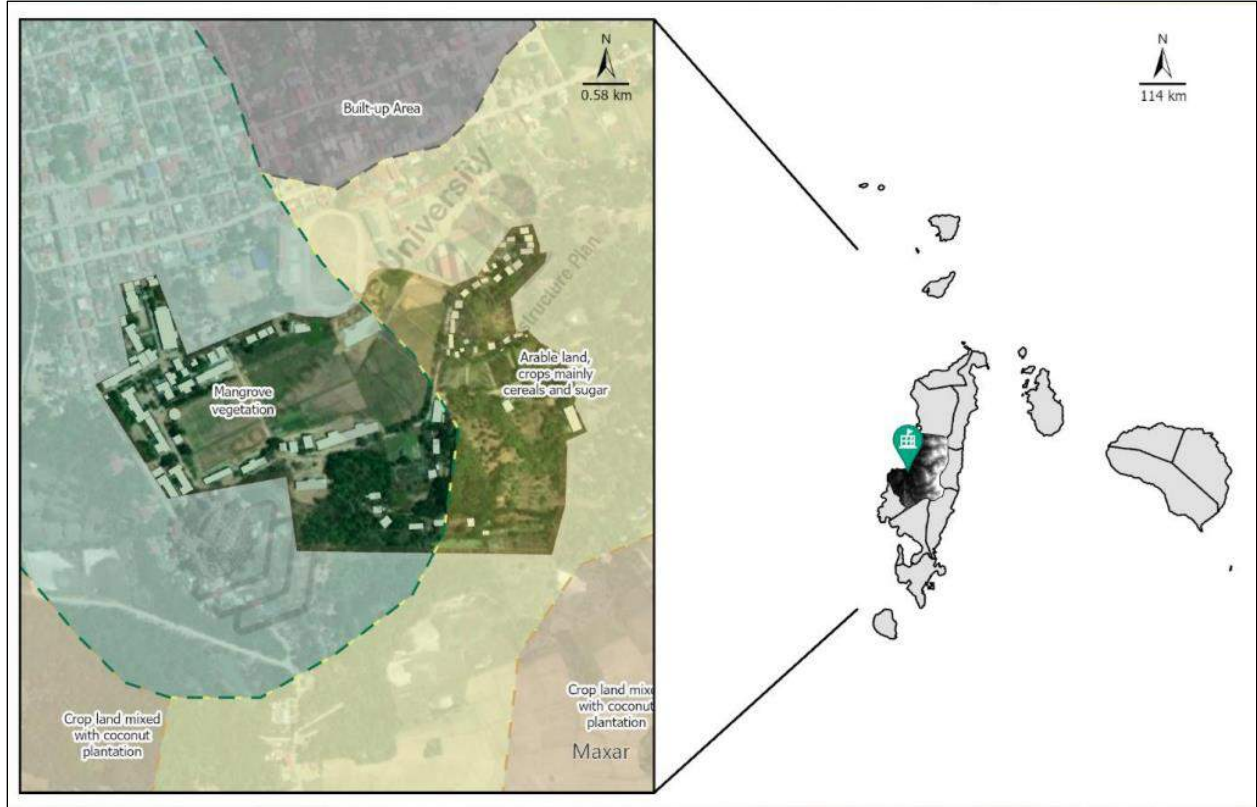 N
0.58 km
Built-up Area
University
structure Plan
Mangrove
vegetation
Arable land,
crops mainly
cereals and sugar
Crop land mixed
with coconut
plantation
Crop land mixe
with coconut
plantation
Maxar
N
114 km